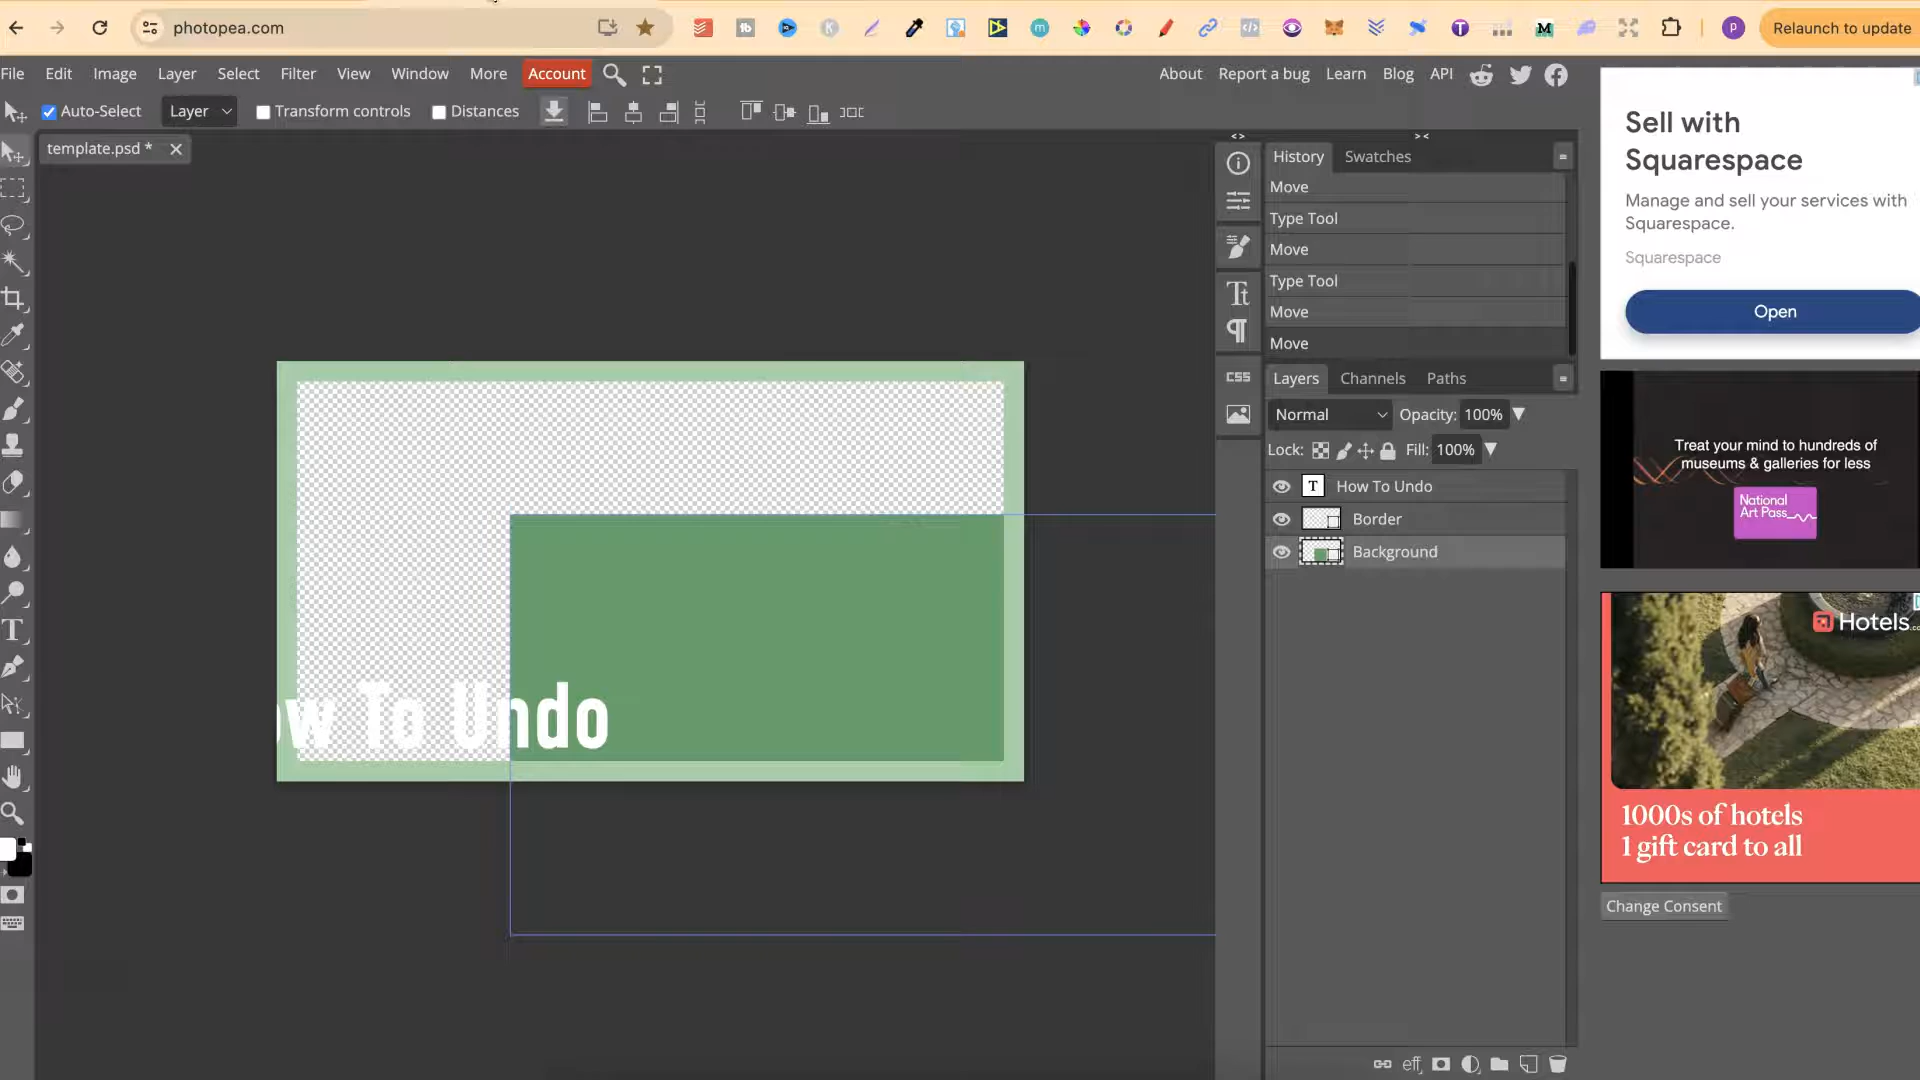 photopea.com
Relaunch to update
File Edit Image Layer Select Filter View Window More Account
About Report a bug Learn Blog API
Auto-Select Layer Transform controls Distances
template.psd *
History Swatches
Move
Type Tool
Move
Type Tool
Move
Move
CSS
Layers Channels Paths
Normal Opacity: 100%
Lock: Fill: 100%
T How To Undo
Border
Background
eff
ow To Undo
Sell with
Squarespace
Manage and sell your services with
Squarespace.
Squarespace
Open
Treat your mind to hundreds of
museums & galleries for less
National
Art Pass
Hotels.co
1000s of hotels
1 gift card to all
Change Consent